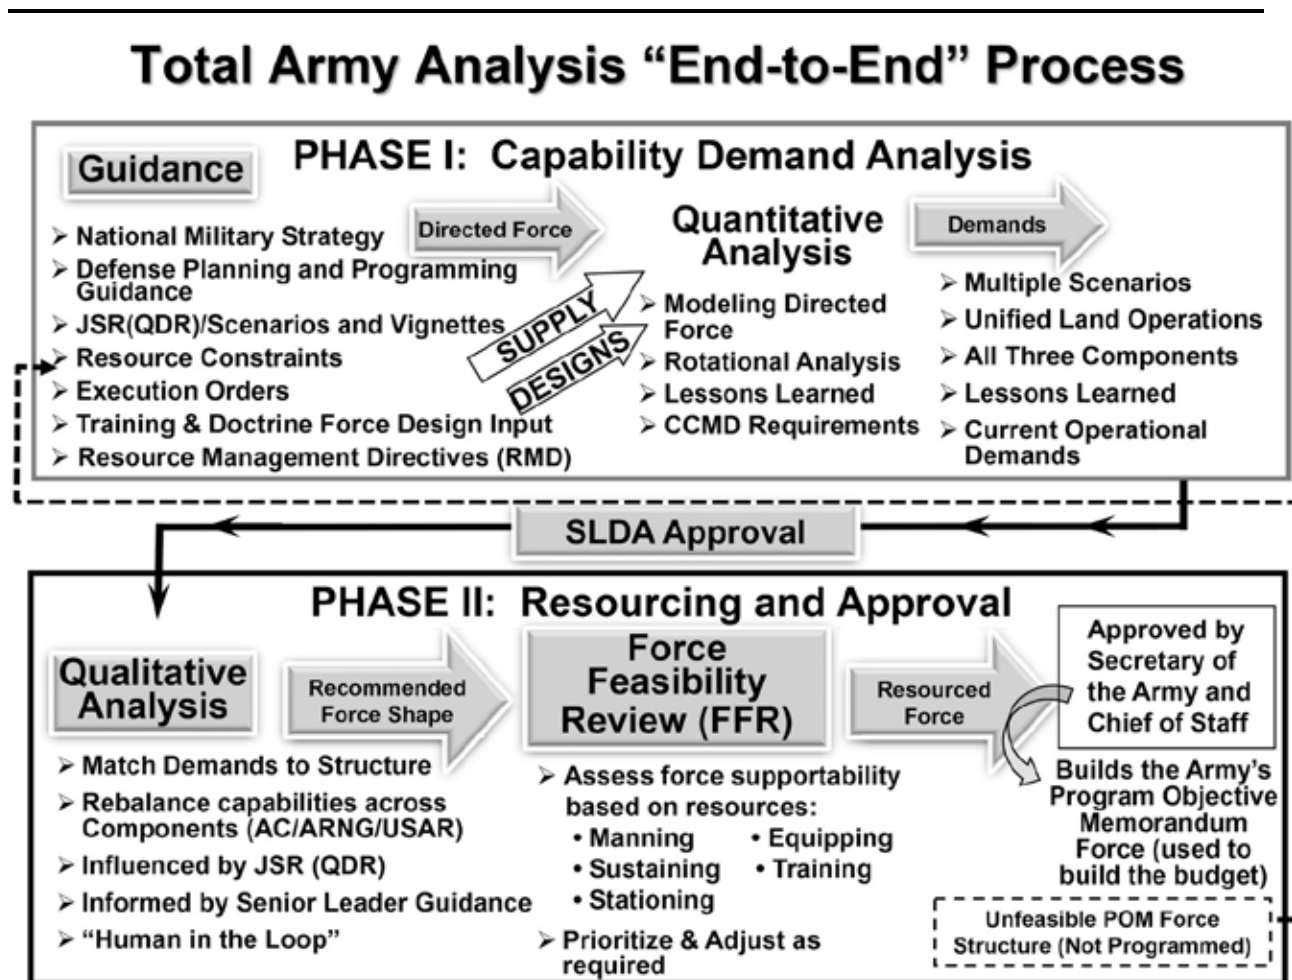 Total Army Analysis “End-to-End” Process
PHASE I: Capability Demand Analysis
Guidance
➢ National Military Strategy
➢ Defense Planning and Programming
Guidance
➢ JSR(QDR)/Scenarios and Vignettes
➢ Resource Constraints
➢ Execution Orders
➢ Training & Doctrine Force Design Input
➢ Resource Management Directives (RMD)
Directed Force
SUPPLY
DESIGNS
Quantitative
Analysis
➢ Modeling Directed
Force
➢ Rotational Analysis
➢ Lessons Learned
➢ CCMD Requirements
Demands
➢ Multiple Scenarios
➢ Unified Land Operations
➢ All Three Components
➢ Lessons Learned
➢ Current Operational
Demands
SLDA Approval
PHASE II: Resourcing and Approval
Qualitative
Analysis
➢ Match Demands to Structure
➢ Rebalance capabilities across
Components (AC/ARNG/USAR)
➢ Influenced by JSR (QDR)
➢ Informed by Senior Leader Guidance
➢ “Human in the Loop”
Recommended
Force Shape
Force
Feasibility
Review (FFR)
➢ Assess force supportability
based on resources:
• Manning • Equipping
• Sustaining • Training
• Stationing
➢ Prioritize & Adjust as
required
Resourced
Force
Approved by
Secretary of
the Army and
Chief of Staff
Builds the Army’s
Program Objective
Memorandum
Force (used to
build the budget)
Unfeasible POM Force
Structure (Not Programmed)